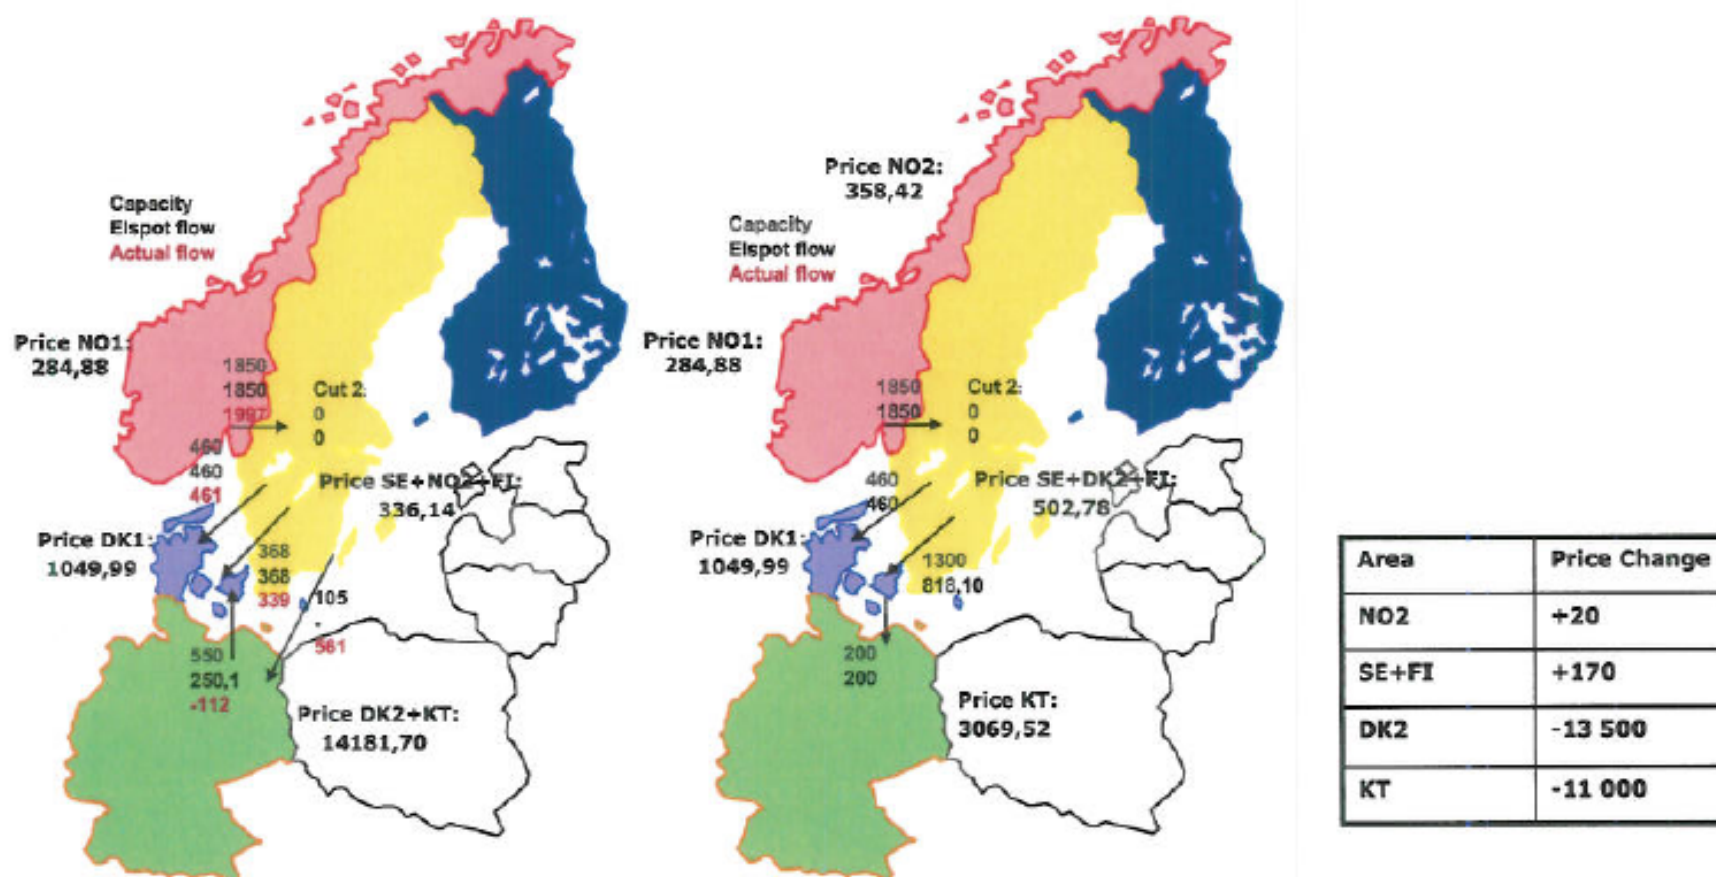 Capacity
Elspot flow
Actual flow
Price NO1:
284,88
1850
1850
1997
Cut 2:
0
0
460
460
461
Price SE+NO2+FI:
336,14
Price DK1:
1049,99
368
368
339
105
-
561
550
250,1
-112
Price DK2+KT:
14181,70
Price NO2:
358,42
Capacity
Elspot flow
Actual flow
Price NO1:
284,88
1850
1850
Cut 2:
0
0
460
460
Price SE+DK2+FI:
502,78
Price DK1:
1049,99
1300
818,10
200
200
Price KT:
3069,52
Area Price Change
NO2 +20
SE+FI +170
DK2 -13 500
KT -11 000